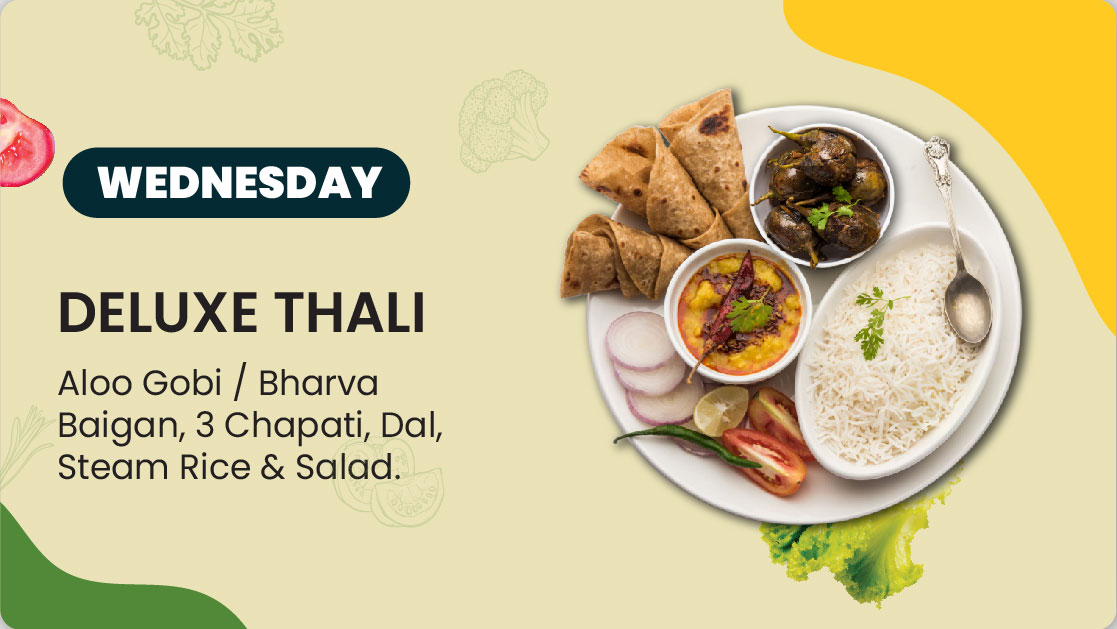 WEDNESDAY
DELUXE THALI
Aloo Gobi / Bharva
Baigan, 3 Chapati, Dal,
Steam Rice & Salad.